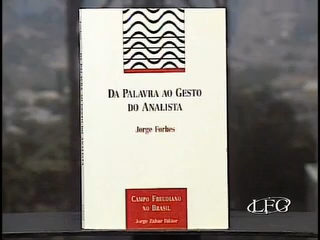 DA PALAVRA AO GESTO
DO ANALISTA
Jorge Forbes
CAMPO FREUDIANO
NO BRASIL
Jorge Zahar Editor
LFG